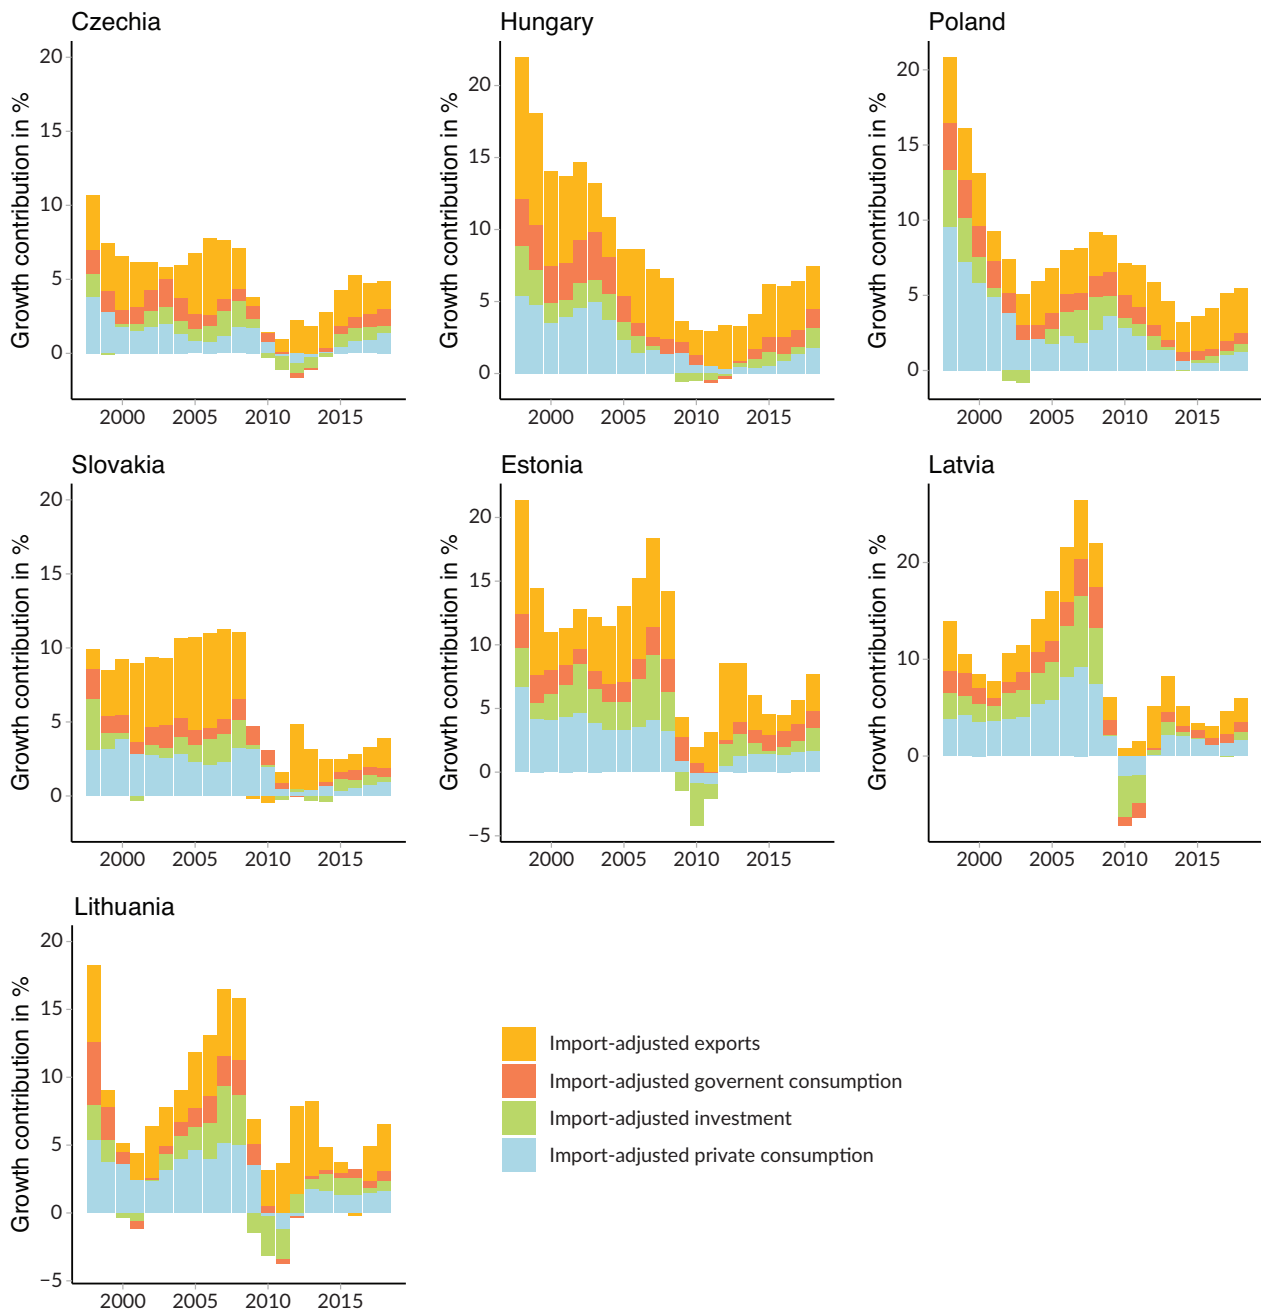 Czechia
Growth contribution in %
20
15
10
5
0
2000 2005 2010 2015
Hungary
Growth contribution in %
20
15
10
5
0
2000 2005 2010 2015
Poland
Growth contribution in %
20
15
10
5
0
2000 2005 2010 2015
Slovakia
Growth contribution in %
20
15
10
5
0
2000 2005 2010 2015
Estonia
Growth contribution in %
20
15
10
5
0
−5
2000 2005 2010 2015
Latvia
Growth contribution in %
20
10
0
2000 2005 2010 2015
Lithuania
Growth contribution in %
20
15
10
5
0
−5
2000 2005 2010 2015
Import-adjusted exports
Import-adjusted governent consumption
Import-adjusted investment
Import-adjusted private consumption